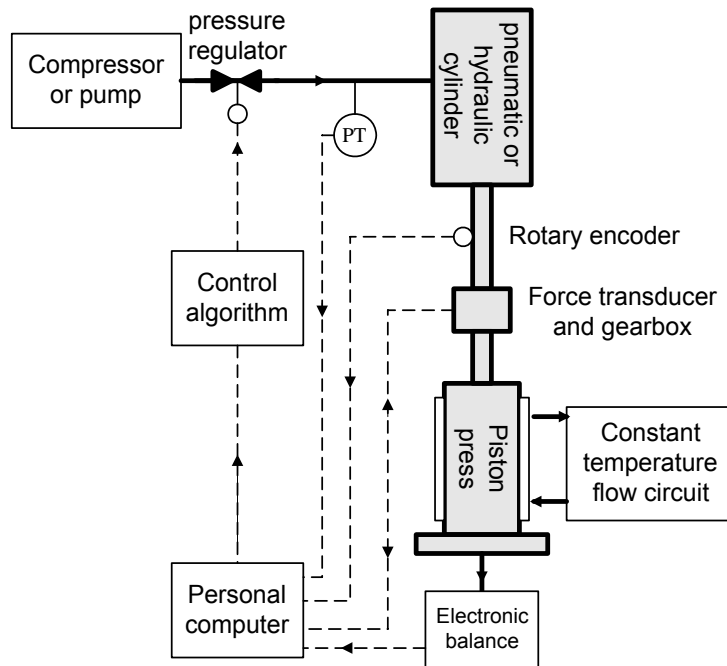 pressure
regulator
Compressor
or pump
pneumatic or
hydraulic
cylinder
PT
Rotary encoder
Control
algorithm
Force transducer
and gearbox
Piston
press
Constant
temperature
flow circuit
Personal
computer
Electronic
balance